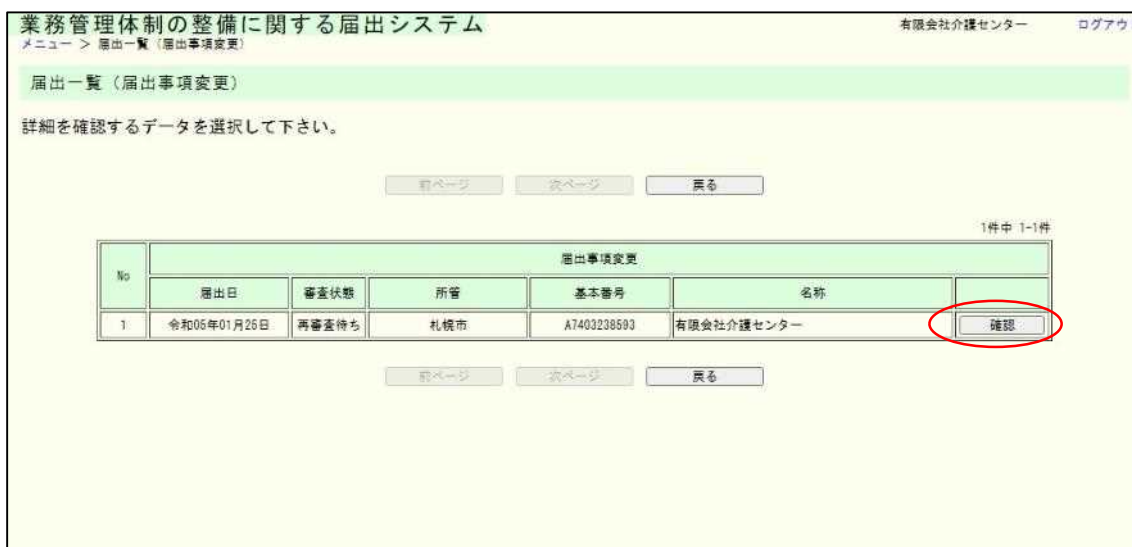 業務管理体制の整備に関する届出システム
有限会社介護センター ログアウ
メニュー > 届出一覧（届出事項変更）
届出一覧（届出事項変更）
詳細を確認するデータを選択して下さい。
前ページ 次ページ 戻る
1件中 1-1件
No 届出事項変更
届出日 審査状態 所管 基本番号 名称
1 令和05年01月25日 再審査待ち 札幌市 A7403238593 有限会社介護センター 確認
前ページ 次ページ 戻る